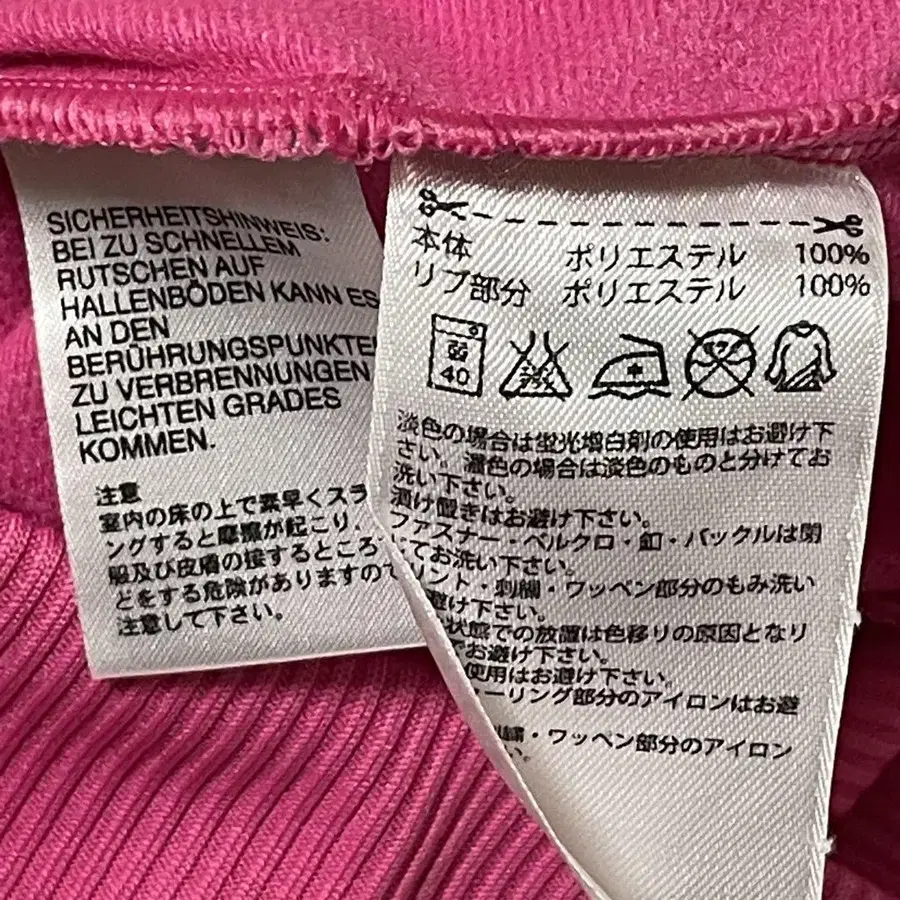 SICHERHEITSHINWEIS:
BEI ZU SCHNELLEM
RUTSCHEN AUF
HALLENBÖDEN KANN ES
AN DEN
BERÜHRUNGSPUNKTE
ZU VERBRENNUNGEN
LEICHTEN GRADES
KOMMEN.
注意
室内の床の上で素早くスラ
ングすると摩擦が起こり、
服及び皮膚の接するところ
どをする危険がありますので
注意して下さい。
本体 ポリエステル 100%
リブ部分 ポリエステル 100%
弱
40
淡色の場合は蛍光増白剤の使用はお避け下
さい。濃色の場合は淡色のものと分けてお
洗い下さい。
漬け置きはお避け下さい。
ファスナー・ベルクロ・釦・バックルは閉
じてお洗い下さい。
リント・刺繍・ワッペン部分のもみ洗い
避け下さい。
状態での放置は色移りの原因となり
てお避け下さい。
使用はお避け下さい。
ーリング部分のアイロンはお避
繍・ワッペン部分のアイロン
い。